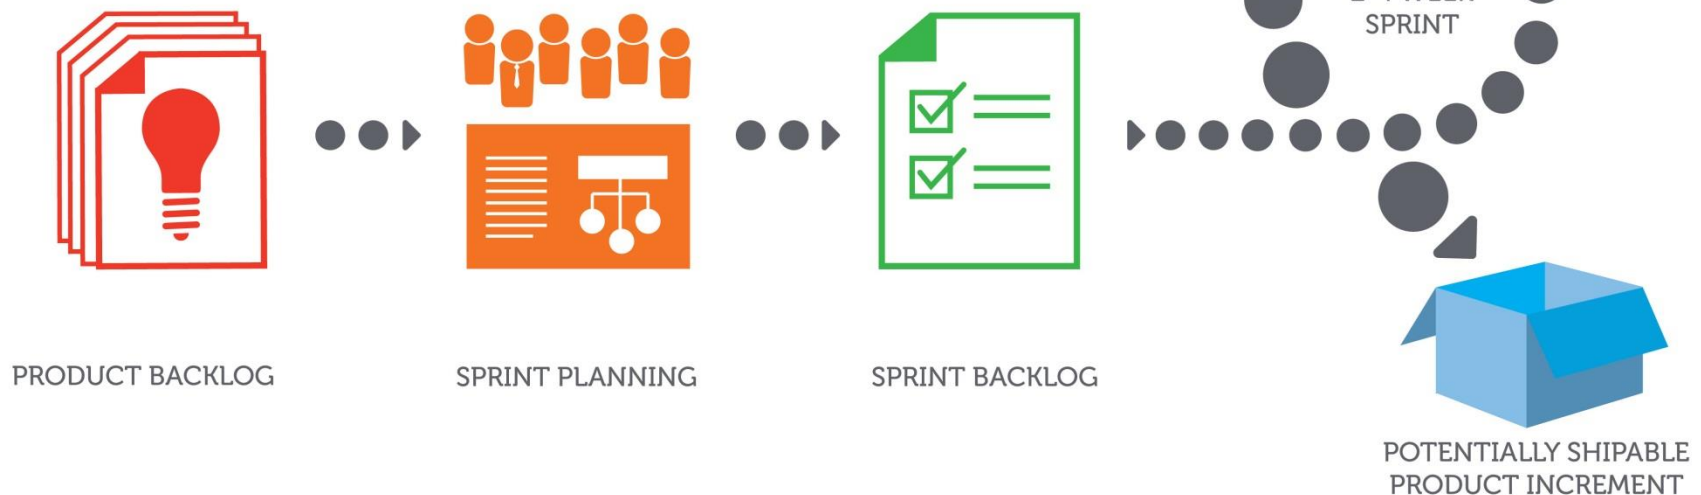 SPRINT
PRODUCT BACKLOG
SPRINT PLANNING
SPRINT BACKLOG
POTENTIALLY SHIPABLE
PRODUCT INCREMENT